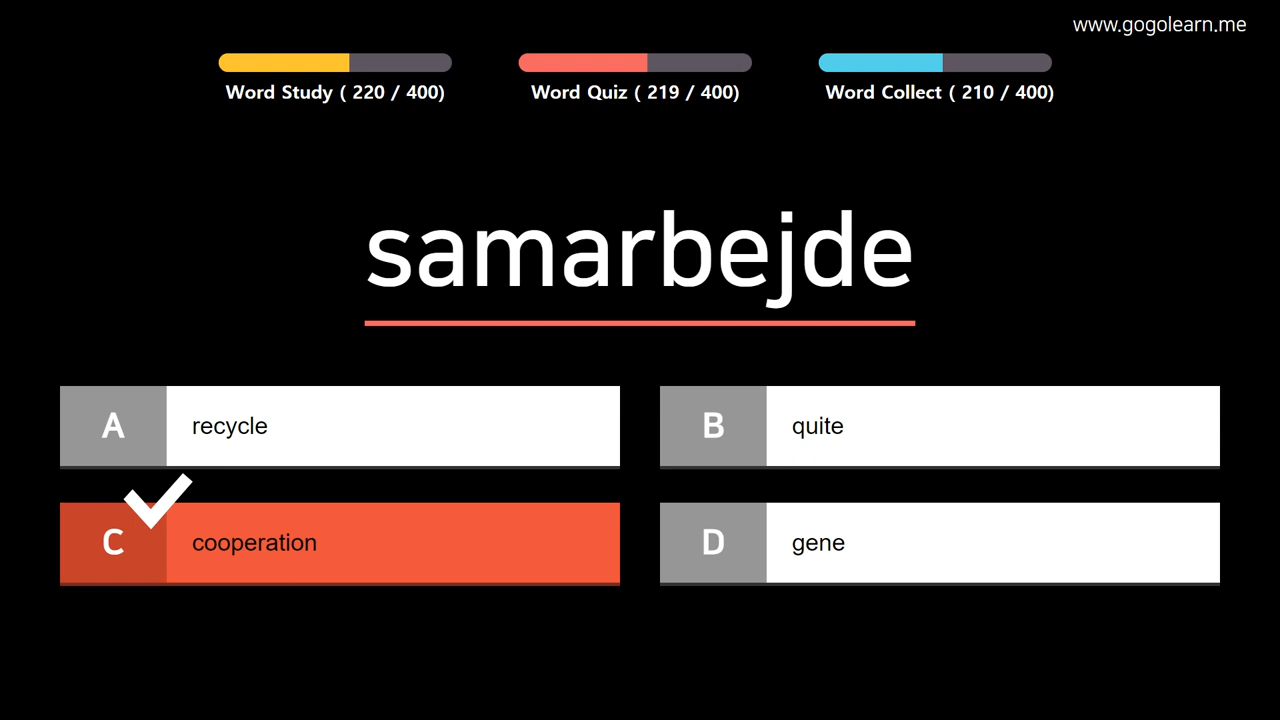 www.gogolearn.me
Word Study ( 220 / 400)
Word Quiz ( 219 / 400)
Word Collect ( 210 / 400)
samarbejde
A recycle
B quite
C cooperation
D gene